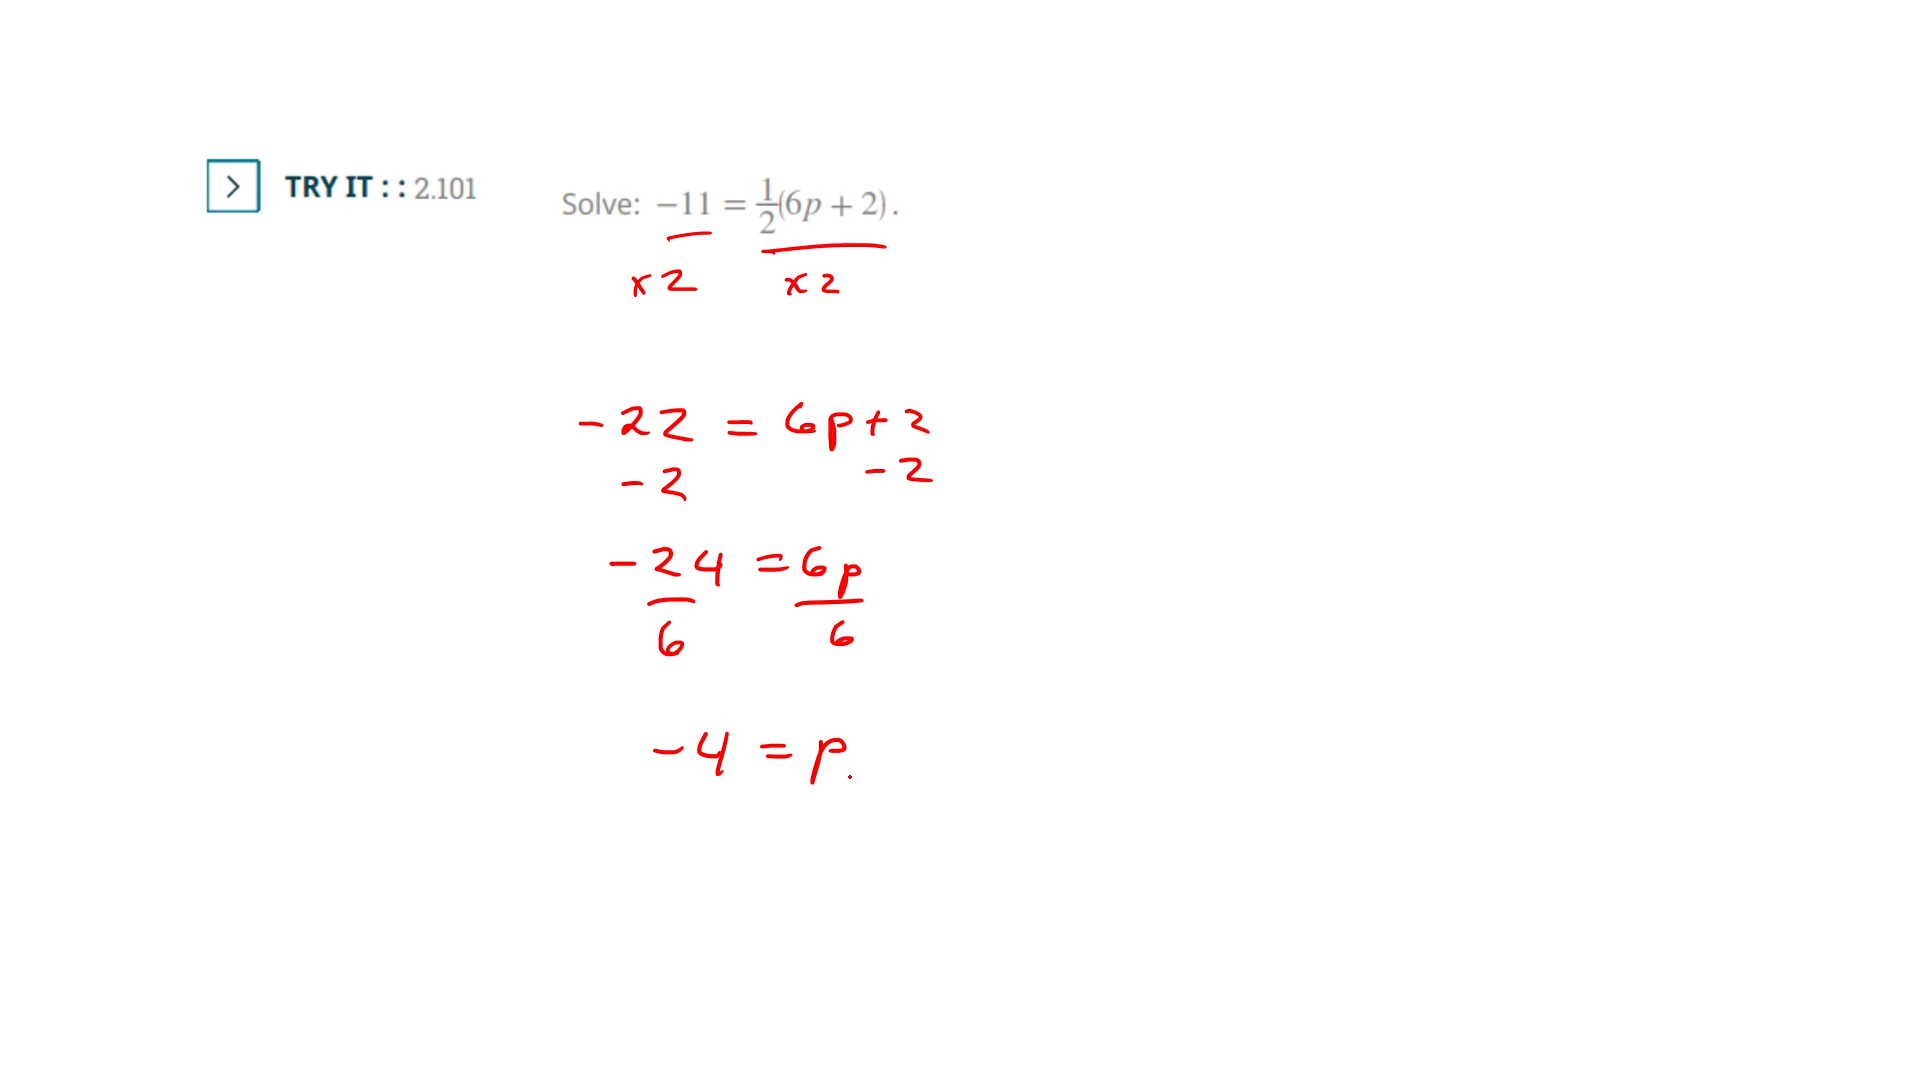 > TRY IT : : 2.101 Solve: −11 = 1/2(6p + 2).
x2 x2
-22 = 6p+2
-2 -2
-24 = 6p
6 6
-4 = p.